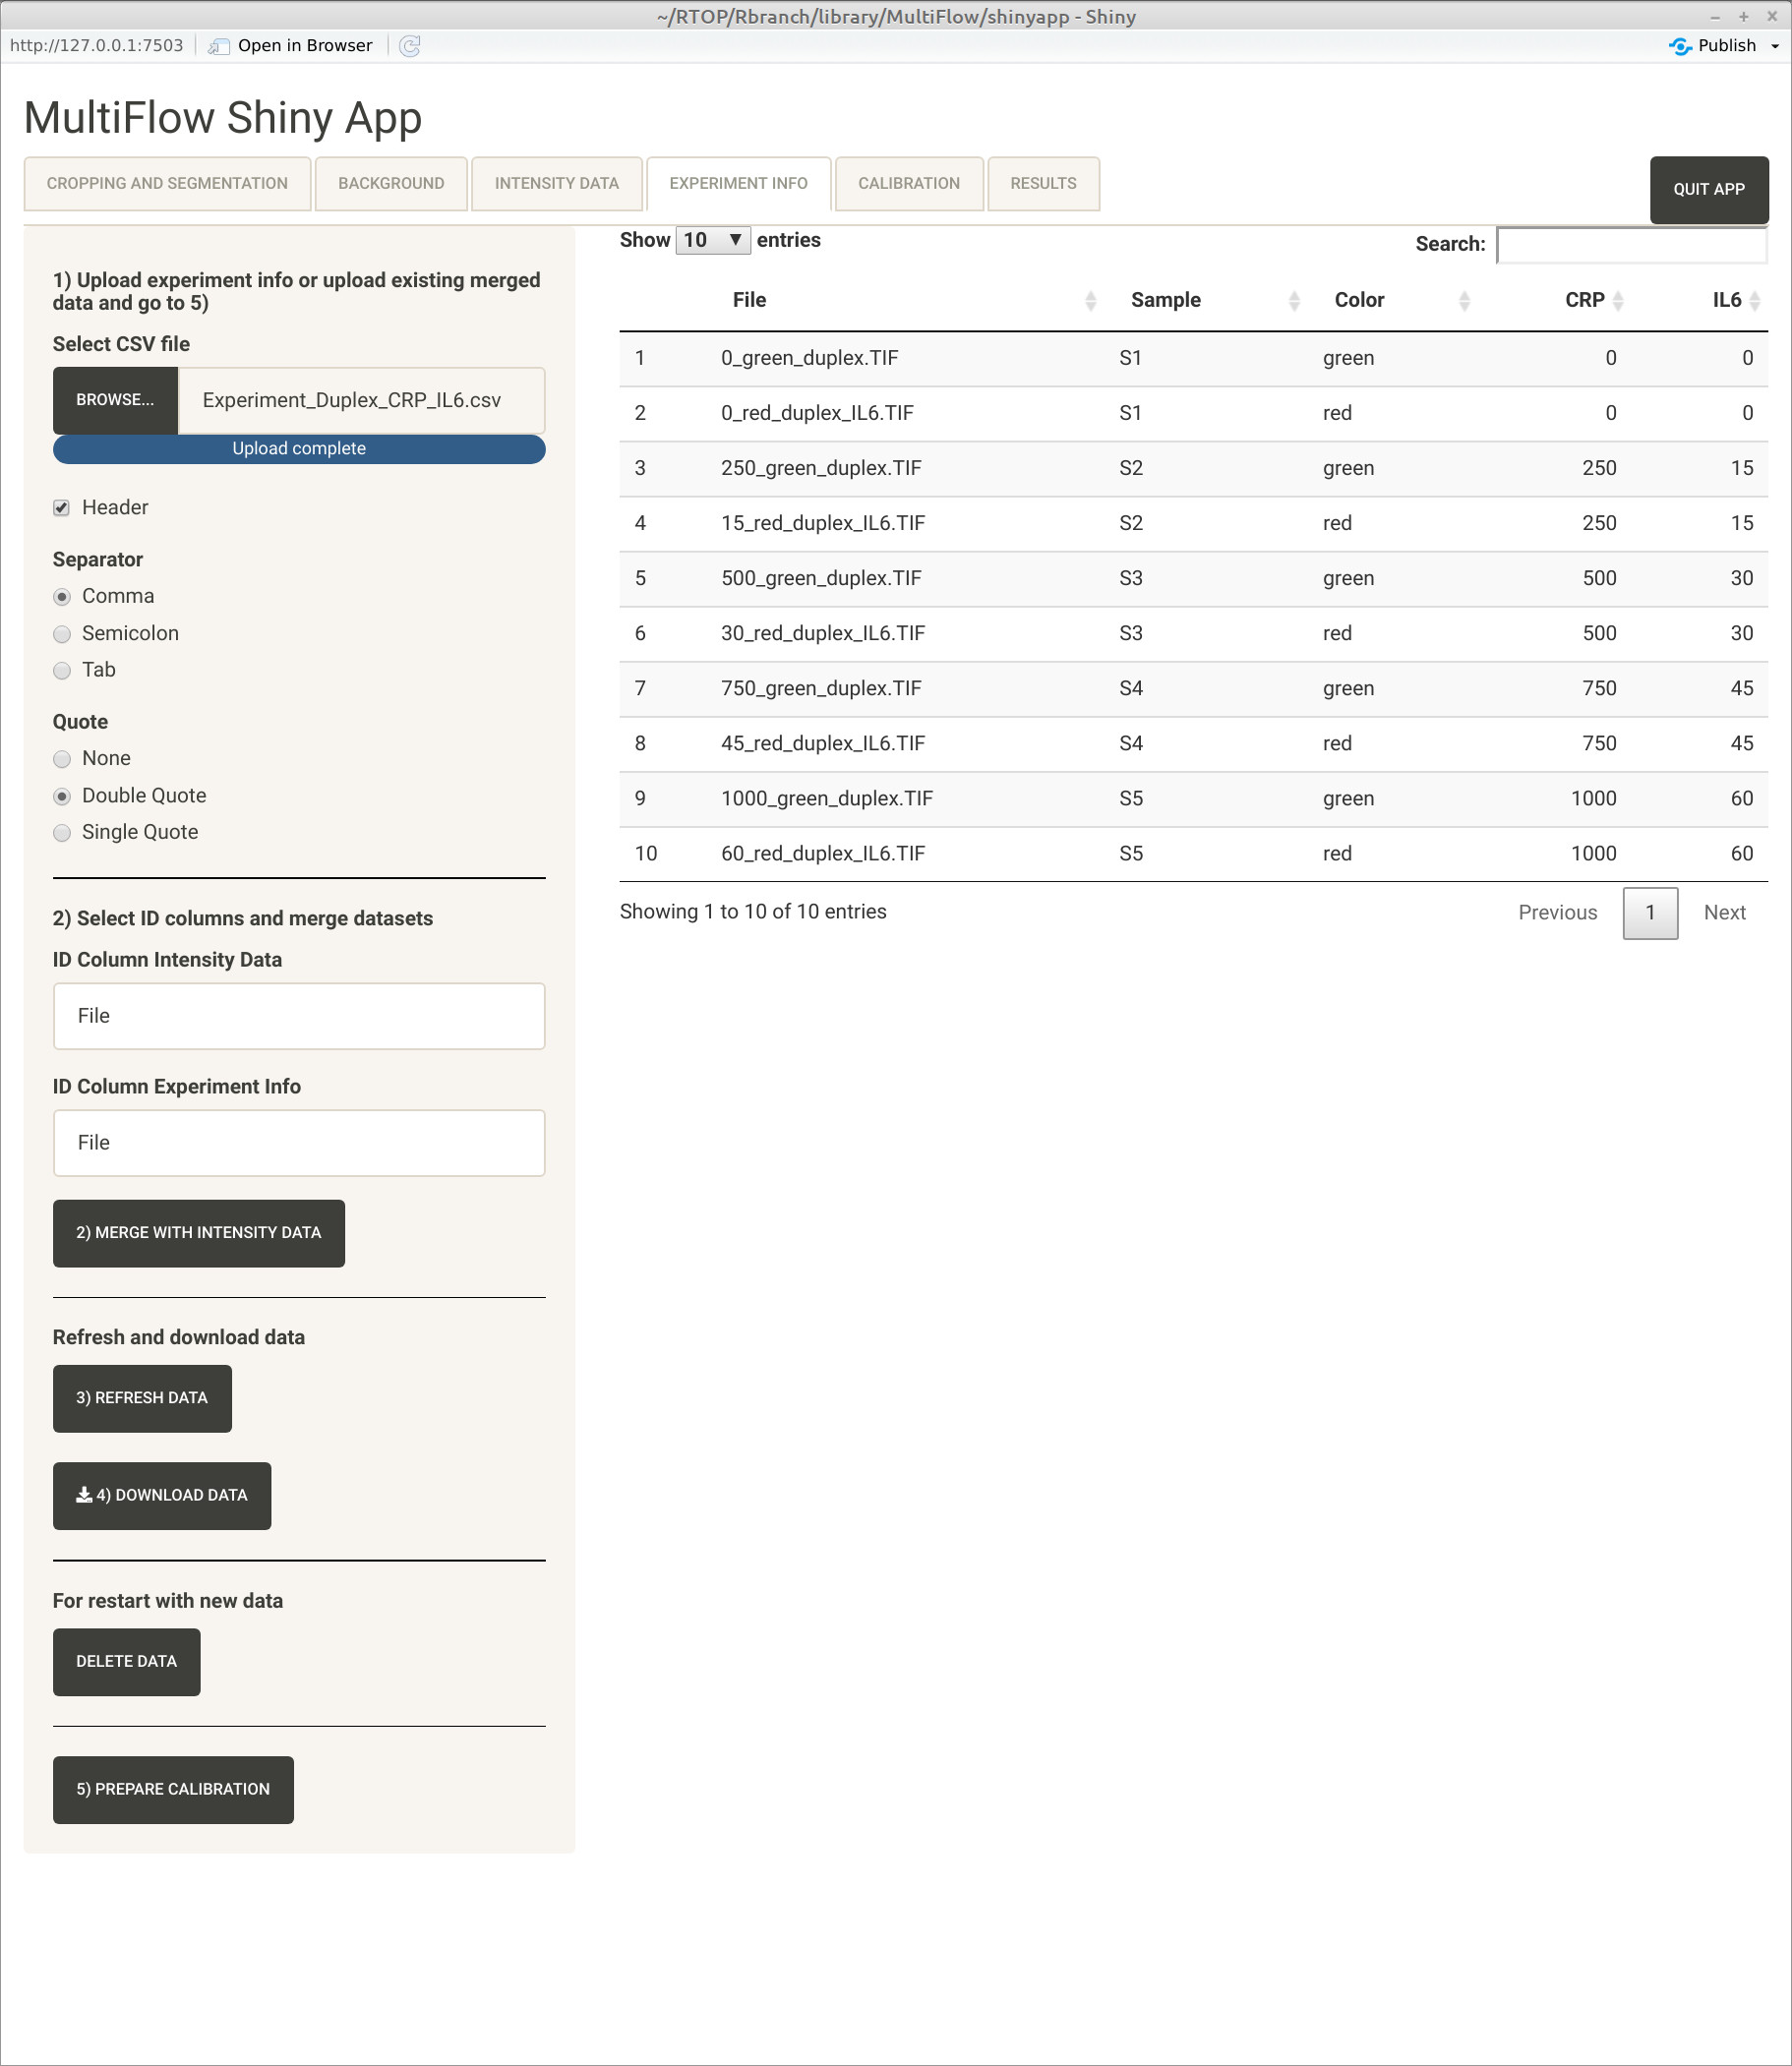 ~/RTOP/Rbranch/library/MultiFlow/shinyapp - Shiny
http://127.0.0.1:7503 Open in Browser Publish
MultiFlow Shiny App
CROPPING AND SEGMENTATION BACKGROUND INTENSITY DATA EXPERIMENT INFO CALIBRATION RESULTS QUIT APP
1) Upload experiment info or upload existing merged
data and go to 5)
Select CSV file
BROWSE... Experiment_Duplex_CRP_IL6.csv
Upload complete
Header
Separator
Comma
Semicolon
Tab
Quote
None
Double Quote
Single Quote
2) Select ID columns and merge datasets
ID Column Intensity Data
File
ID Column Experiment Info
File
2) MERGE WITH INTENSITY DATA
Refresh and download data
3) REFRESH DATA
4) DOWNLOAD DATA
For restart with new data
DELETE DATA
5) PREPARE CALIBRATION
Show 10 entries Search:
File Sample Color CRP IL6
1 0_green_duplex.TIF S1 green 0 0
2 0_red_duplex_IL6.TIF S1 red 0 0
3 250_green_duplex.TIF S2 green 250 15
4 15_red_duplex_IL6.TIF S2 red 250 15
5 500_green_duplex.TIF S3 green 500 30
6 30_red_duplex_IL6.TIF S3 red 500 30
7 750_green_duplex.TIF S4 green 750 45
8 45_red_duplex_IL6.TIF S4 red 750 45
9 1000_green_duplex.TIF S5 green 1000 60
10 60_red_duplex_IL6.TIF S5 red 1000 60
Showing 1 to 10 of 10 entries Previous 1 Next